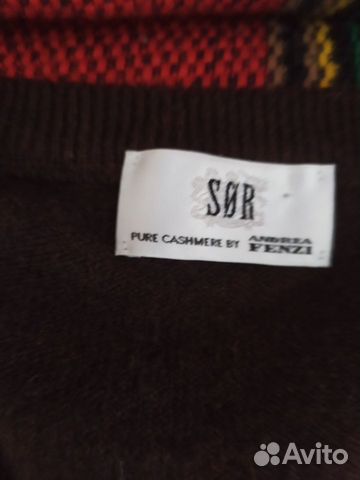 SØR
PURE CASHMERE BY ANDREA FENZI
Avito